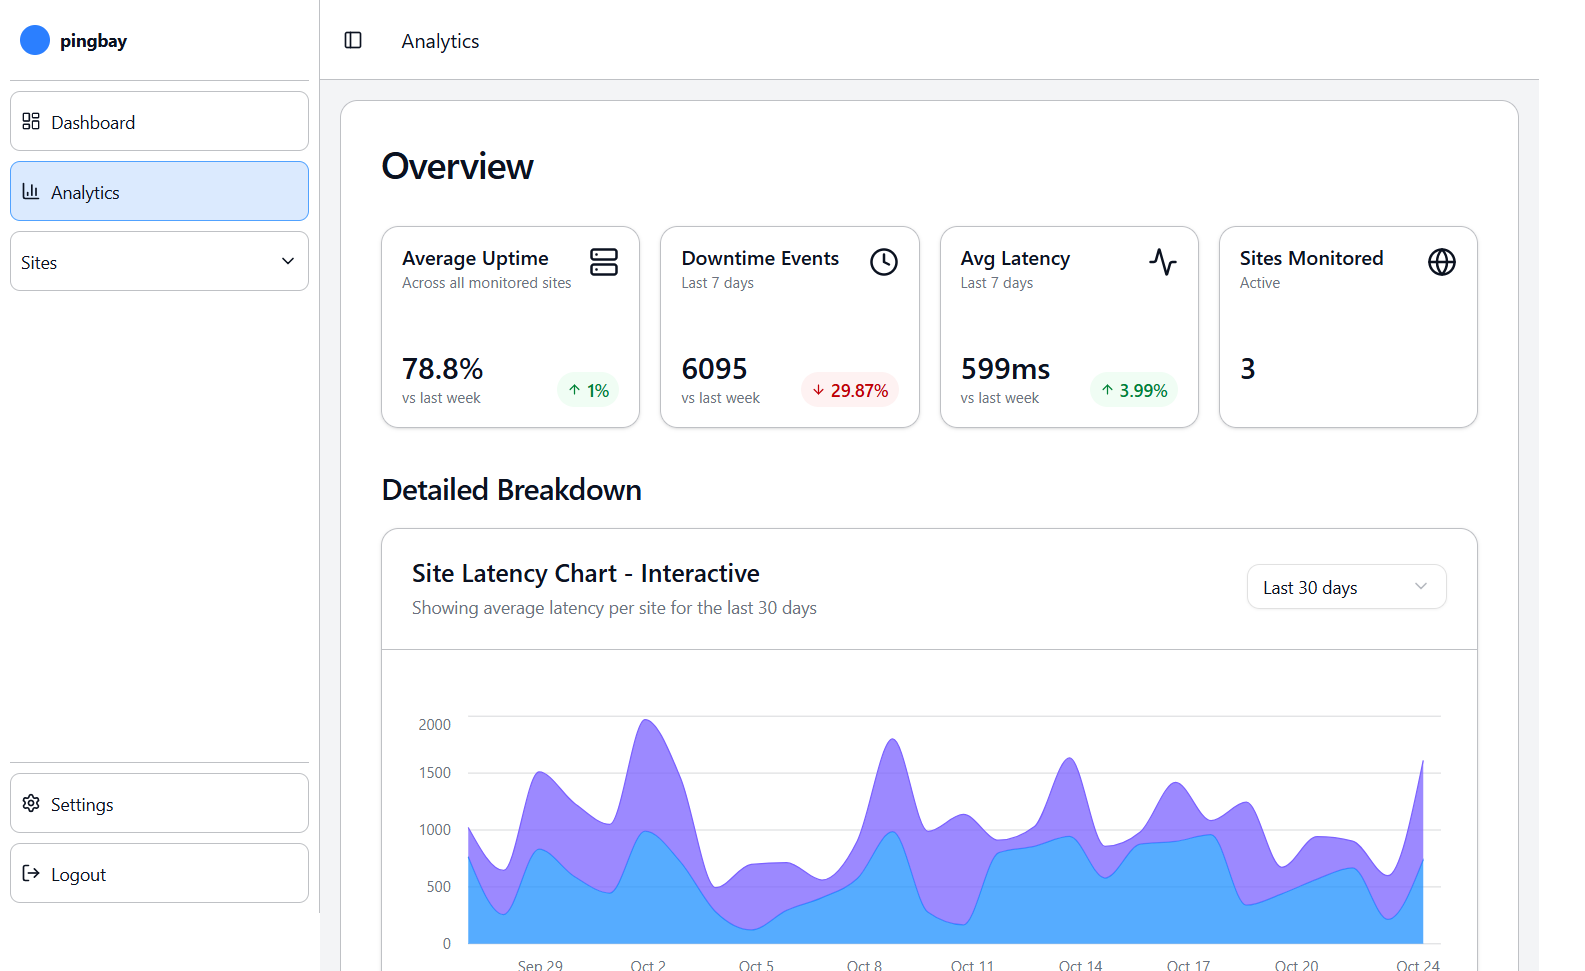 pingbay
Analytics
Dashboard
Analytics
Sites
Settings
Logout
Overview
Average Uptime
Across all monitored sites
78.8%
vs last week
1%
Downtime Events
Last 7 days
6095
vs last week
29.87%
Avg Latency
Last 7 days
599ms
vs last week
3.99%
Sites Monitored
Active
3
Detailed Breakdown
Site Latency Chart - Interactive
Showing average latency per site for the last 30 days
Last 30 days
2000
1500
1000
500
0
Sep 29 Oct 2 Oct 5 Oct 8 Oct 11 Oct 14 Oct 17 Oct 20 Oct 24